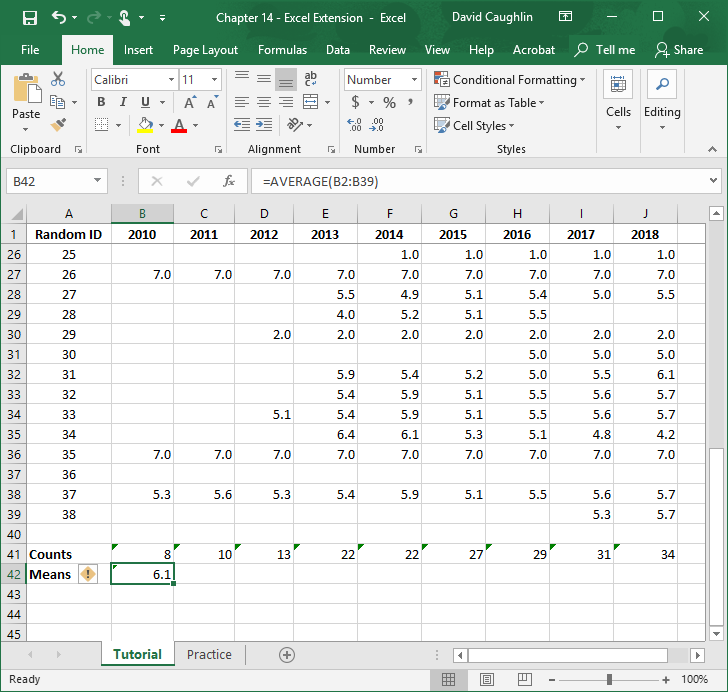 Chapter 14 - Excel Extension - Excel David Caughlin
File Home Insert Page Layout Formulas Data Review View Help Acrobat Tell me Share
Paste
Clipboard
Calibri 11
B I U A A
A
Font
ab
Alignment
Number
$ % ,
.00 .00
Number
Conditional Formatting
Format as Table
Cell Styles
Styles
Cells
Editing
B42 fx =AVERAGE(B2:B39)
A B C D E F G H I J
1 Random ID 2010 2011 2012 2013 2014 2015 2016 2017 2018
26 25 1.0 1.0 1.0 1.0 1.0
27 26 7.0 7.0 7.0 7.0 7.0 7.0 7.0 7.0 7.0
28 27 5.5 4.9 5.1 5.4 5.0 5.5
29 28 4.0 5.2 5.1 5.5
30 29 2.0 2.0 2.0 2.0 2.0 2.0 2.0
31 30 5.0 5.0 5.0
32 31 5.9 5.4 5.2 5.0 5.5 6.1
33 32 5.4 5.9 5.1 5.5 5.6 5.7
34 33 5.1 5.4 5.9 5.1 5.5 5.6 5.7
35 34 6.4 6.1 5.3 5.1 4.8 4.2
36 35 7.0 7.0 7.0 7.0 7.0 7.0 7.0 7.0 7.0
37 36
38 37 5.3 5.6 5.3 5.4 5.9 5.1 5.5 5.6 5.7
39 38 5.3 5.7
40
41 Counts 8 10 13 22 22 27 29 31 34
42 Means ! 6.1
43
44
45
Tutorial Practice
Ready 100%